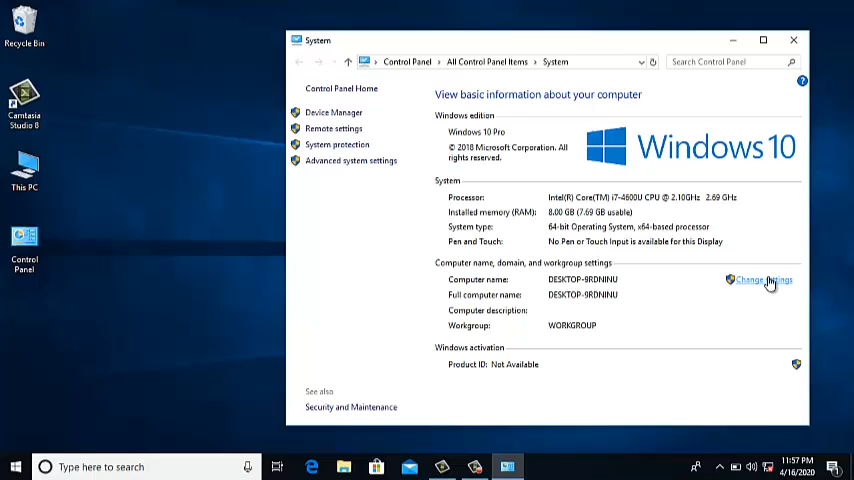 Recycle Bin
Camtasia
Studio 8
This PC
Control
Panel
System
Control Panel
All Control Panel Items
System
Search Control Panel
Control Panel Home
Device Manager
Remote settings
System protection
Advanced system settings
See also
Security and Maintenance
View basic information about your computer
Windows edition
Windows 10 Pro
© 2018 Microsoft Corporation. All
rights reserved.
Windows 10
System
Processor: Intel(R) Core(TM) i7-4600U CPU @ 2.10GHz 2.69 GHz
Installed memory (RAM): 8.00 GB (7.69 GB usable)
System type: 64-bit Operating System, x64-based processor
Pen and Touch: No Pen or Touch Input is available for this Display
Computer name, domain, and workgroup settings
Computer name: DESKTOP-9RDNINU
Change settings
Full computer name: DESKTOP-9RDNINU
Computer description:
Workgroup: WORKGROUP
Windows activation
Product ID: Not Available
Type here to search
11:57 PM
4/16/2020